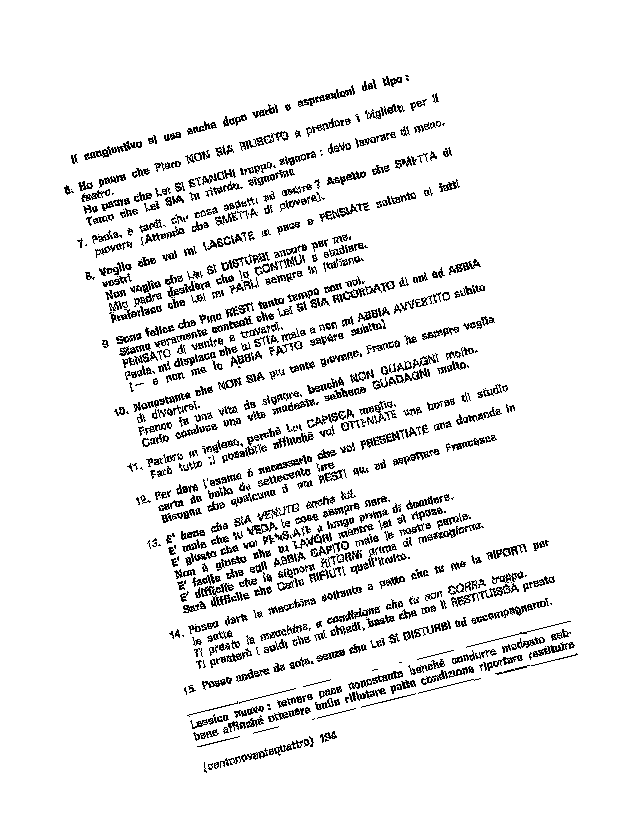 Il congiuntivo si usa anche dopo verbi e espressioni del tipo:
6. Ho paura che Piero NON SIA RIUSCITO a prendere i biglietti per il
teatro.
Ho paura che Lei SI STANCHI troppo, signora: deve lavorare di meno.
Temo che Lei SIA in ritardo, signorina
7. Paola, è tardi, che cosa aspetti ad uscire? Aspetto che SMETTA di
piovere (Attendo che SMETTA di piovere).
8. Voglio che voi mi LASCIATE in pace e PENSIATE soltanto ai fatti
vostri
Non voglio che Lei SI DISTURBI ancora per me.
Mio padre desidera che io CONTINUI a studiare.
Preferisco che Lei mi PARLI sempre in italiano.
9. Sono felice che Pino RESTI tanto tempo con noi.
Siamo veramente contenti che Lei SI SIA RICORDATO di noi ed ABBIA
PENSATO di venire a trovarci.
Paola, mi dispiace che tu STIA male e non mi ABBIA AVVERTITO subito
(— e non me lo ABBIA FATTO sapere subito)
10. Nonostante che NON SIA più tanto giovane, Franco ha sempre voglia
di divertirsi.
Franco fa una vita da signore, benché NON GUADAGNI molto.
Carlo conduce una vita modesta, sebbene GUADAGNI molto.
11. Parlero in inglese, perché Lei CAPISCA meglio.
Farò tutto il possibile affinché voi OTTENIATE una borsa di studio
12. Per dare l'esame è necessario che voi PRESENTIATE una domanda in
carta da bollo da settecento lire
Bisogna che qualcuno di noi RESTI qui ad aspettare Francesca
13. E' bene che SIA VENUTO anche lui.
E' male che tu VEDA le cose sempre nere.
E' giusto che voi PENSIATE a lungo prima di decidere.
Non è giusto che tu LAVORI mentre lei si riposa.
E' facile che egli ABBIA CAPITO male le nostre parole.
E' difficile che la signora RITORNI prima di mezzogiorno.
Sarà difficile che Carlo RIFIUTI quell'invito.
14. Posso darti la macchina soltanto a patto che tu me la RIPORTI per
le sette
Ti presto la macchina, a condizione che tu non CORRA troppo.
Ti presterò i soldi che mi chiedi, basta che me li RESTITUISCA presto
15. Posso andare da sola, senza che Lei SI DISTURBI ad accompagnarmi.
Lessico nuovo: temere pace nonostante benché condurre modesto seb-
bene affinché ottenere bollo rifiutare patto condizione riportare restituire
(centonovantaquattro) 194